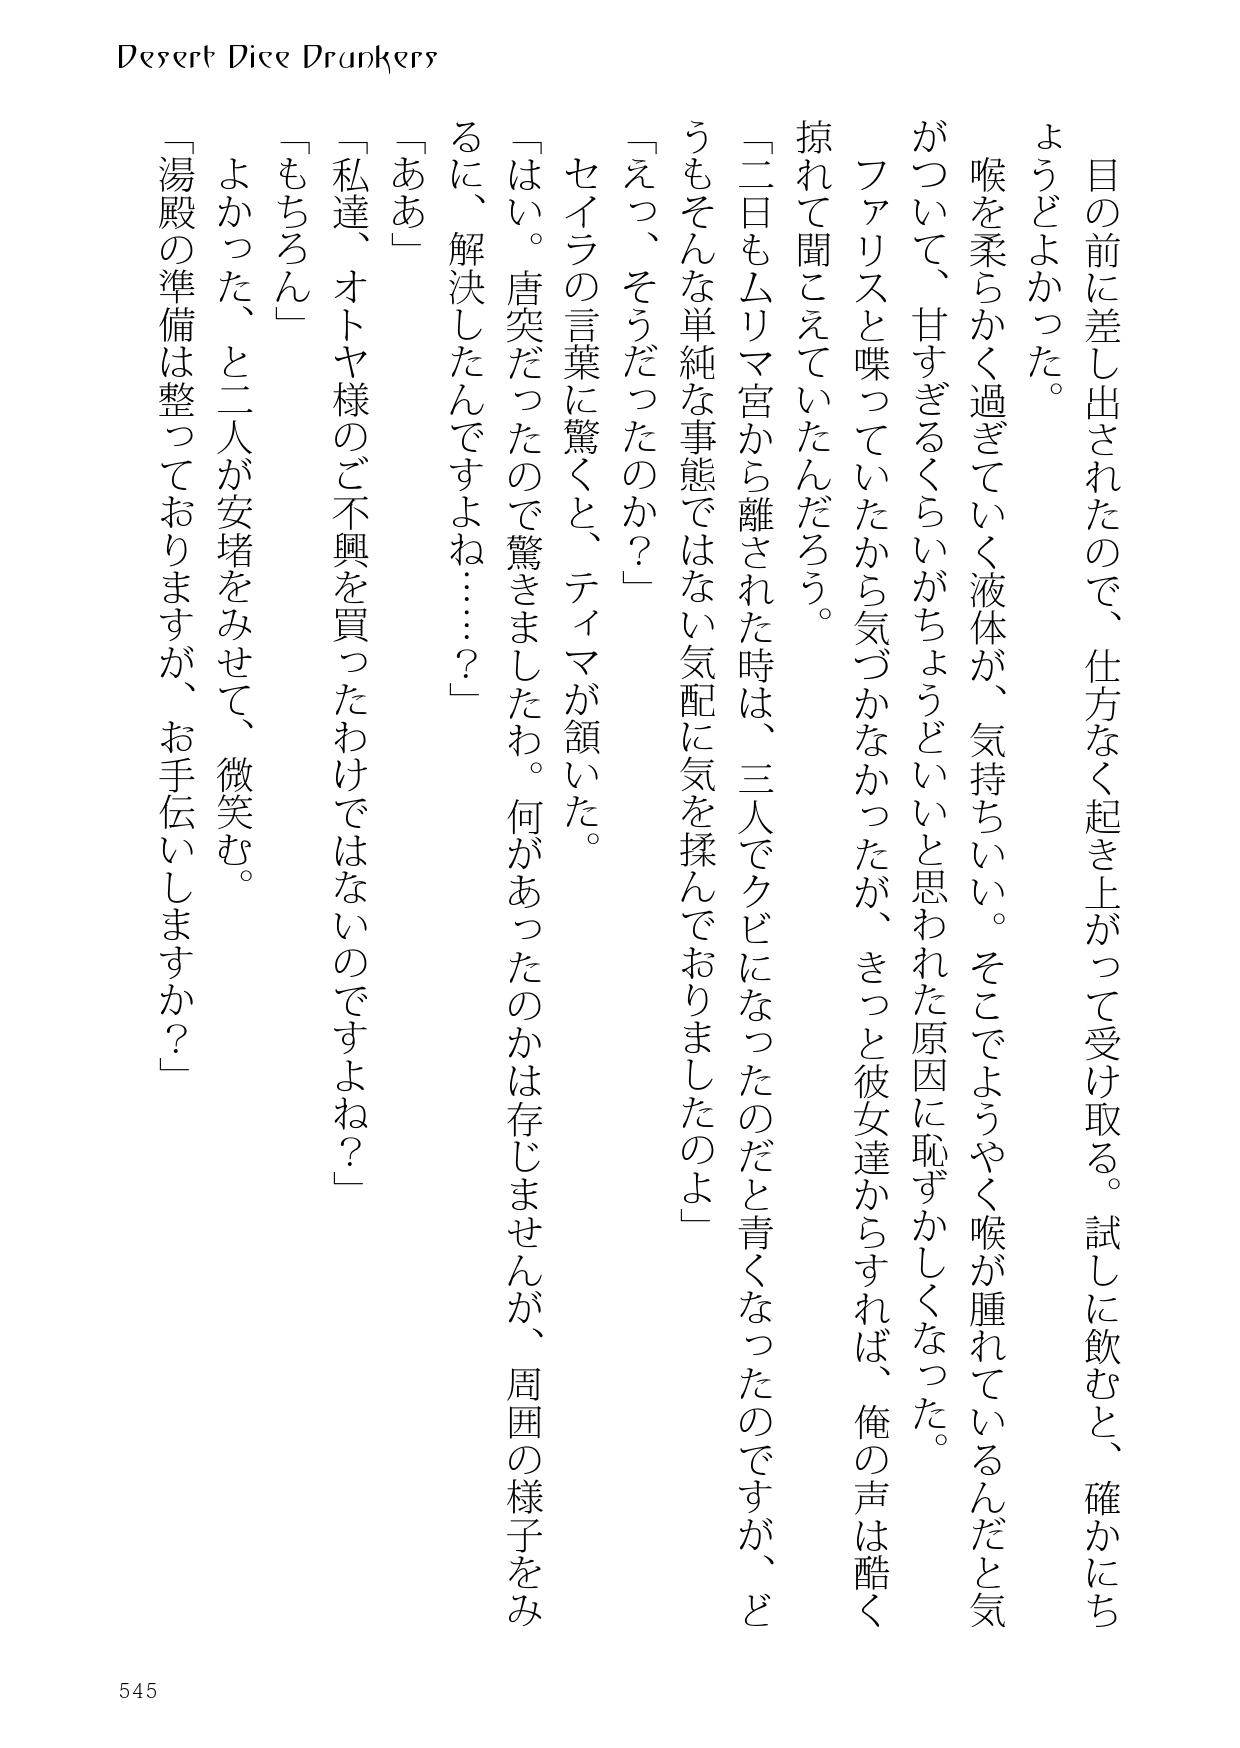 Desert Dice Drunkers
目の前に差し出されたので、仕方なく起き上がって受け取る。試しに飲むと、確かにち
ようどよかった。
喉を柔らかく過ぎていく液体が、気持ちいい。そこでようやく喉が腫れているんだと気
がついて、甘すぎるくらいがちょうどいいと思われた原因に恥ずかしくなった。
ファリスと喋っていたから気づかなかったが、きっと彼女達からすれば、俺の声は酷く
掠れて聞こえていたんだろう。
「二日もムリマ宮から離された時は、三人でクビになったのだと青くなったのですが、ど
うもそんな単純な事態ではない気配に気を揉んでおりましたのよ」
「えっ、そうだったのか？」
セイラの言葉に驚くと、ティマが頷いた。
「はい。唐突だったので驚きましたわ。何があったのかは存じませんが、周囲の様子をみ
るに、解決したんですよね……？」
「ああ」
「私達、オトヤ様のご不興を買ったわけではないのですよね？」
「もちろん」
よかった、と二人が安堵をみせて、微笑む。
「湯殿の準備は整っておりますが、お手伝いしますか？」
545